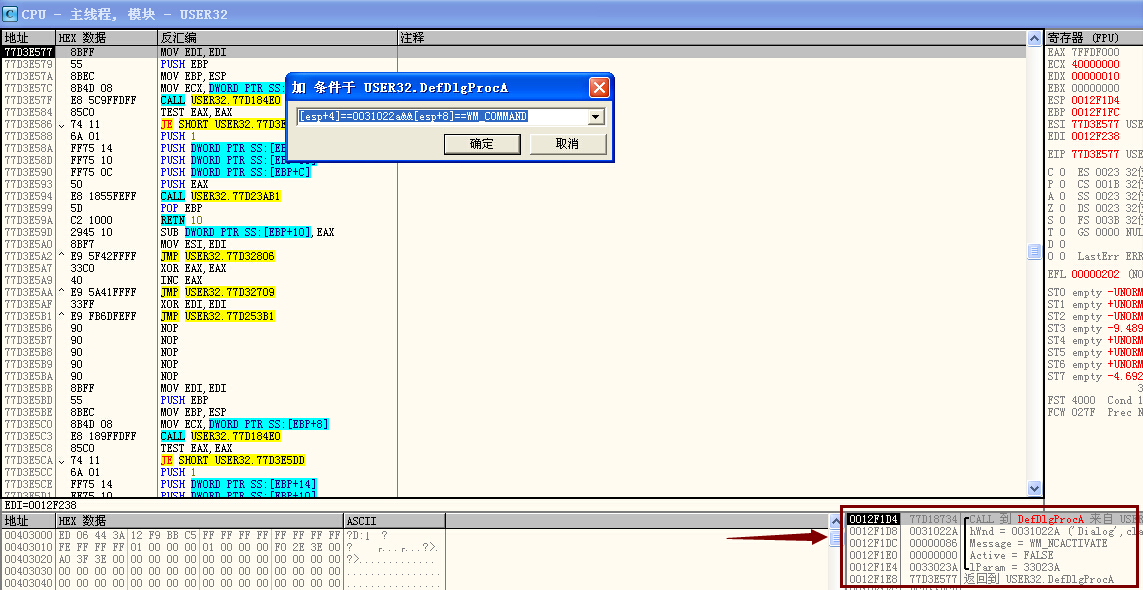 C CPU - 主线程, 模块 - USER32
地址 HEX 数据 反汇编 注释
77D3E577 8BFF MOV EDI,EDI
77D3E579 55 PUSH EBP
77D3E57A 8BEC MOV EBP,ESP
77D3E57C 8B4D 08 MOV ECX,DWORD PTR SS:[EBP
77D3E57F E8 5C9FFDFF CALL USER32.77D184E0
77D3E584 85C0 TEST EAX,EAX
77D3E586 74 11 JE SHORT USER32.77D3E
77D3E588 6A 01 PUSH 1
77D3E58A FF75 14 PUSH DWORD PTR SS:[EB
77D3E58D FF75 10 PUSH DWORD PTR SS:[EB
77D3E590 FF75 0C PUSH DWORD PTR SS:[EBP+C]
77D3E593 50 PUSH EAX
77D3E594 E8 1855FEFF CALL USER32.77D23AB1
77D3E599 5D POP EBP
77D3E59A C2 1000 RETN 10
77D3E59D 2945 10 SUB DWORD PTR SS:[EBP+10],EAX
77D3E5A0 8BF7 MOV ESI,EDI
77D3E5A2 ^ E9 5F42FFFF JMP USER32.77D32806
77D3E5A7 33C0 XOR EAX,EAX
77D3E5A9 40 INC EAX
77D3E5AA ^ E9 5A41FFFF JMP USER32.77D32709
77D3E5AF 33FF XOR EDI,EDI
77D3E5B1 ^ E9 FB6DFEFF JMP USER32.77D253B1
77D3E5B6 90 NOP
77D3E5B7 90 NOP
77D3E5B8 90 NOP
77D3E5B9 90 NOP
77D3E5BA 90 NOP
77D3E5BB 8BFF MOV EDI,EDI
77D3E5BD 55 PUSH EBP
77D3E5BE 8BEC MOV EBP,ESP
77D3E5C0 8B4D 08 MOV ECX,DWORD PTR SS:[EBP+8]
77D3E5C3 E8 189FFDFF CALL USER32.77D184E0
77D3E5C8 85C0 TEST EAX,EAX
77D3E5CA 74 11 JE SHORT USER32.77D3E5DD
77D3E5CC 6A 01 PUSH 1
77D3E5CE FF75 14 PUSH DWORD PTR SS:[EBP+14]
77D3E5D1 FF75 10 PUSH DWORD PTR SS:[EBP+10]
EDI=0012F238
加 条件于 USER32.DefDlgProcA
[esp+4]==0031022a&&[esp+8]==WM_COMMAND
确定 取消
寄存器 (FPU)
EAX 7FFDF000
ECX 40000000
EDX 00000010
EBX 00000000
ESP 0012F1D4
EBP 0012F1FC
ESI 77D3E577 USE
EDI 0012F238
EIP 77D3E577 USE
C 0 ES 0023 32
P 0 CS 001B 32
A 0 SS 0023 32
Z 0 DS 0023 32
S 0 FS 003B 32
T 0 GS 0000 NUL
D 0
O 0 LastErr ERR
EFL 00000202 (NO
ST0 empty -UNORM
ST1 empty +UNORM
ST2 empty -UNORM
ST3 empty -9.489
ST4 empty +UNORM
ST5 empty +UNORM
ST6 empty +UNORM
ST7 empty -4.692
3
FST 4000 Cond 1
FCW 027F Prec N
地址 HEX 数据 ASCII
00403000 ED 06 44 3A 12 F9 BB C5 FF FF FF FF FF FF FF FF ?D:
00403010 FE FF FF FF 01 00 00 00 01 00 00 00 F0 2E 3E 00
00403020 A0 3F 3E 00 00 00 00 00 00 00 00 00 00 00 00 00 ?>.............
00403030 00 00 00 00 00 00 00 00 00 00 00 00 00 00 00 00 ................
00403040 00 00 00 00 00 00 00 00 00 00 00 00 00 00 00 00
0012F1D4 77D18734 CALL 到 DefDlgProcA 来自 USE
0012F1D8 0031022A hWnd = 0031022A ('Dialog',cla
0012F1DC 00000086 Message = WM_NCACTIVATE
0012F1E0 00000000 Active = FALSE
0012F1E4 0033023A lParam = 33023A
0012F1E8 77D3E577 返回到 USER32.DefDlgProcA